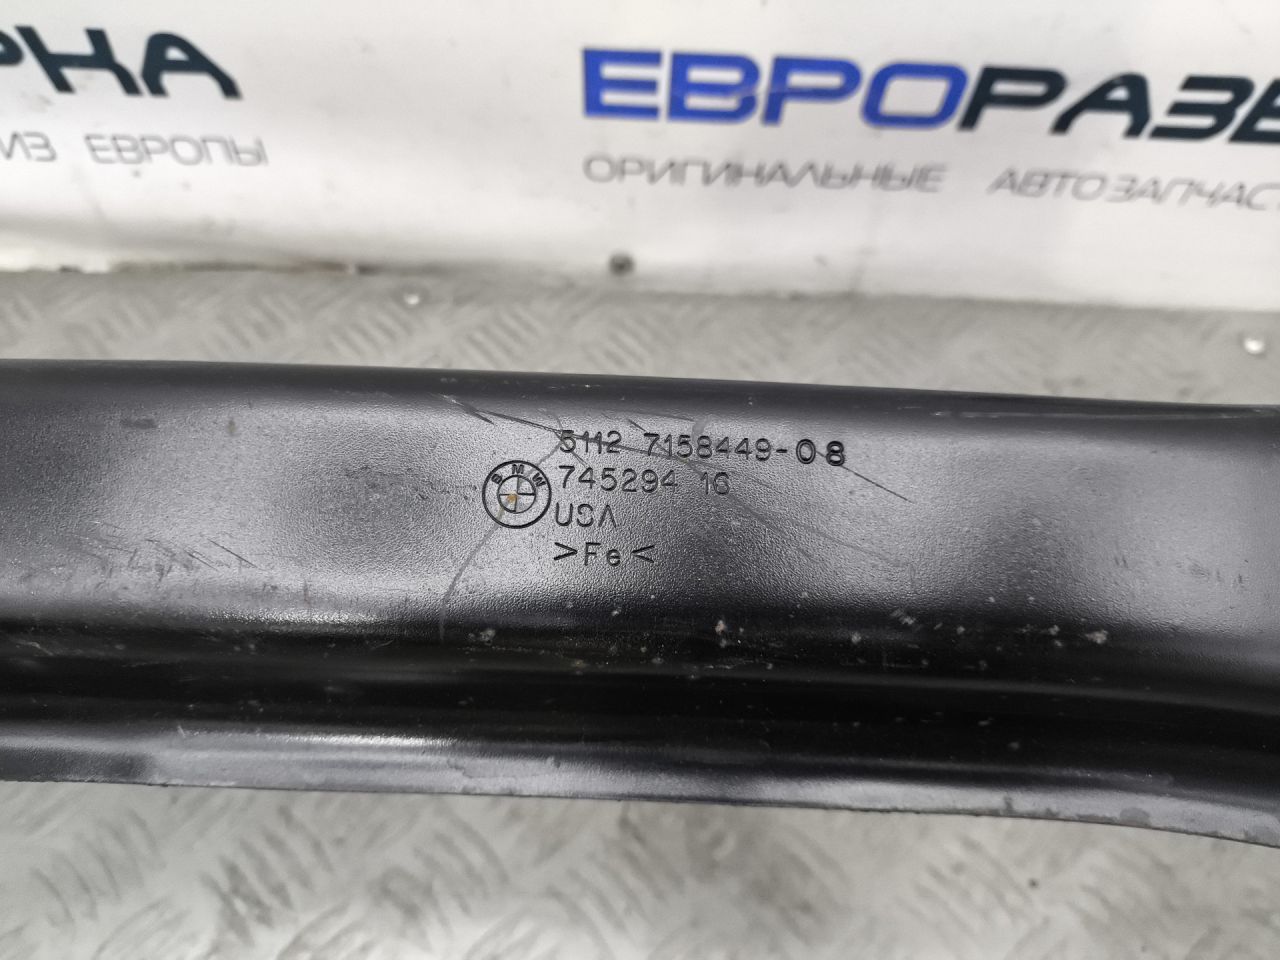 РНА
ИЗ ЕВРОПЫ
ЕВРОРАЗБ
ОРИГИНАЛЬНЫЕ АВТОЗАПЧАСТ
5112 7158449-08
745294 16
BMW
USA
>Fe<